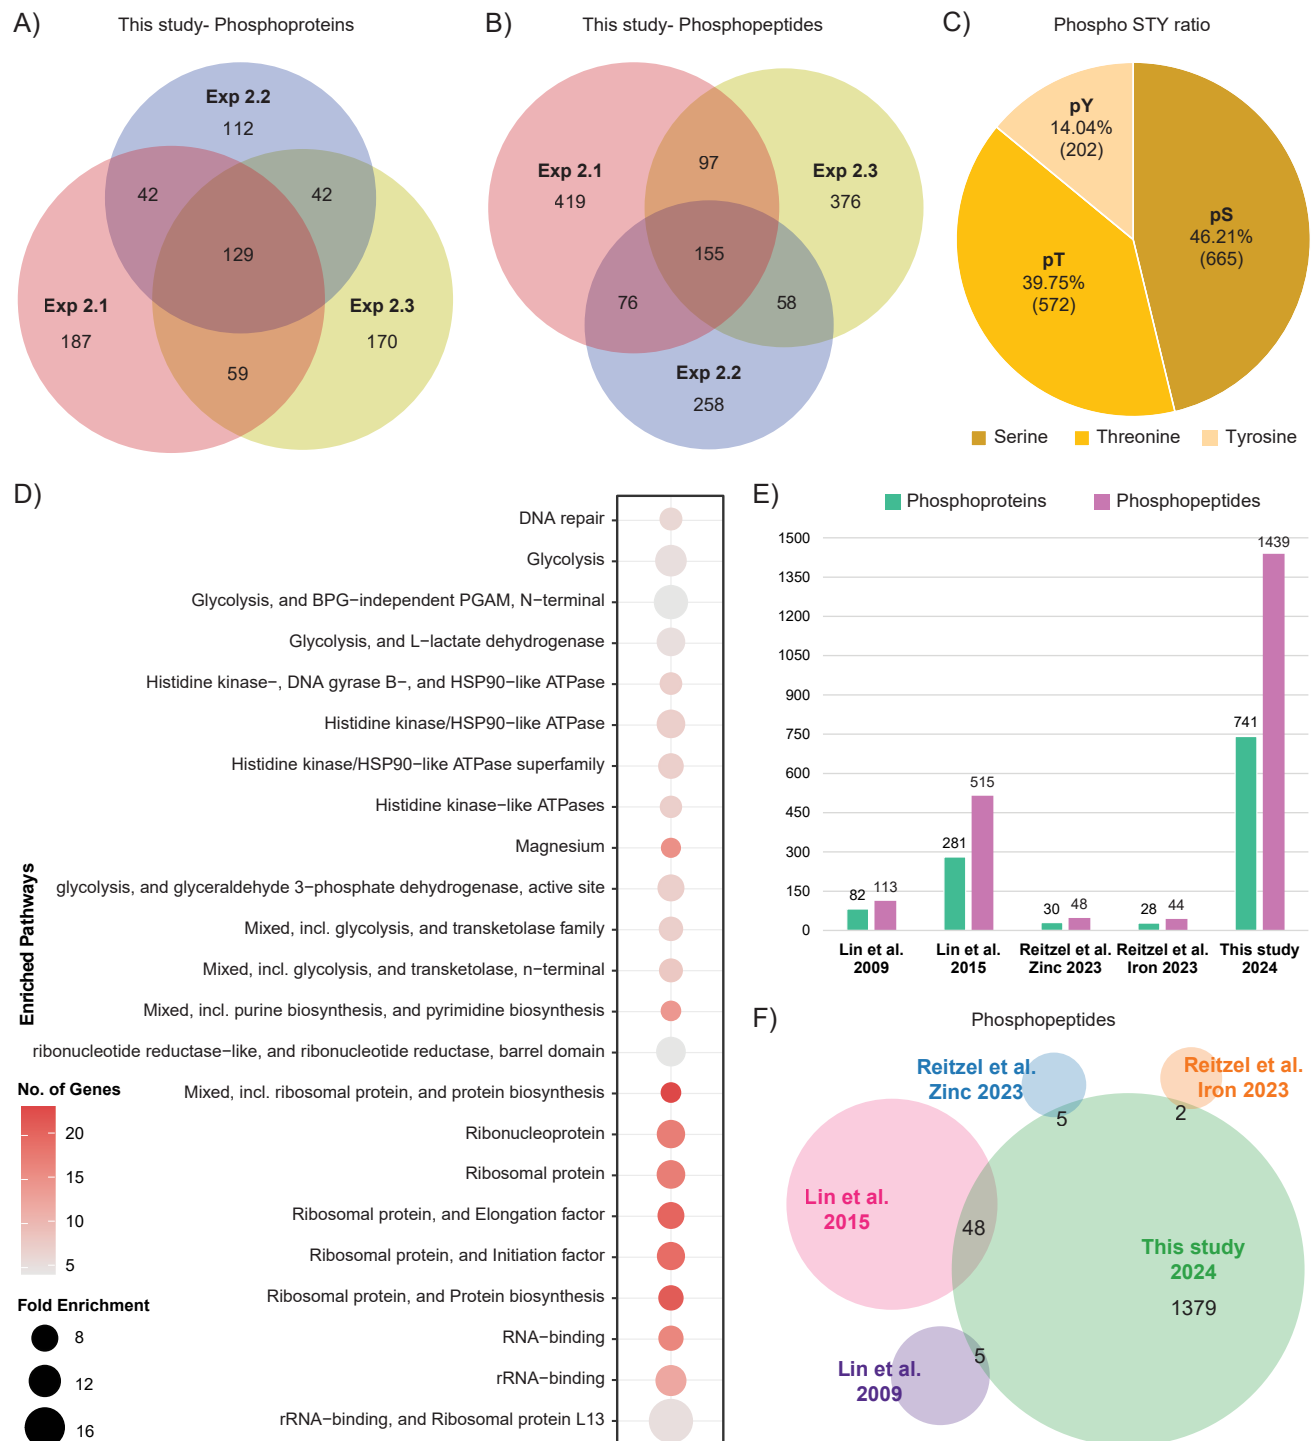 A)
This study- Phosphoproteins
Exp 2.2
112
42
42
129
Exp 2.1
187
Exp 2.3
170
59
B)
This study- Phosphopeptides
Exp 2.1
419
97
Exp 2.3
376
155
76
58
Exp 2.2
258
C)
Phospho STY ratio
pY
14.04%
(202)
pS
46.21%
(665)
pT
39.75%
(572)
Serine
Threonine
Tyrosine
D)
DNA repair
Glycolysis
Glycolysis, and BPG−independent PGAM, N−terminal
Glycolysis, and L−lactate dehydrogenase
Histidine kinase−, DNA gyrase B−, and HSP90−like ATPase
Histidine kinase/HSP90−like ATPase
Histidine kinase/HSP90−like ATPase superfamily
Histidine kinase−like ATPases
Magnesium
glycolysis, and glyceraldehyde 3−phosphate dehydrogenase, active site
Mixed, incl. glycolysis, and transketolase family
Mixed, incl. glycolysis, and transketolase, n−terminal
Mixed, incl. purine biosynthesis, and pyrimidine biosynthesis
ribonucleotide reductase−like, and ribonucleotide reductase, barrel domain
Mixed, incl. ribosomal protein, and protein biosynthesis
Ribonucleoprotein
Ribosomal protein
Ribosomal protein, and Elongation factor
Ribosomal protein, and Initiation factor
Ribosomal protein, and Protein biosynthesis
RNA−binding
rRNA−binding
rRNA−binding, and Ribosomal protein L13
Enriched Pathways
No. of Genes
20
15
10
5
Fold Enrichment
8
12
16
E)
Phosphoproteins
Phosphopeptides
1500
1350
1200
1050
900
750
600
450
300
150
0
82
113
281
515
30
48
28
44
741
1439
Lin et al.
2009
Lin et al.
2015
Reitzel et al.
Zinc 2023
Reitzel et al.
Iron 2023
This study
2024
F)
Phosphopeptides
Reitzel et al.
Zinc 2023
5
Reitzel et al.
Iron 2023
2
Lin et al.
2015
48
This study
2024
1379
5
Lin et al.
2009